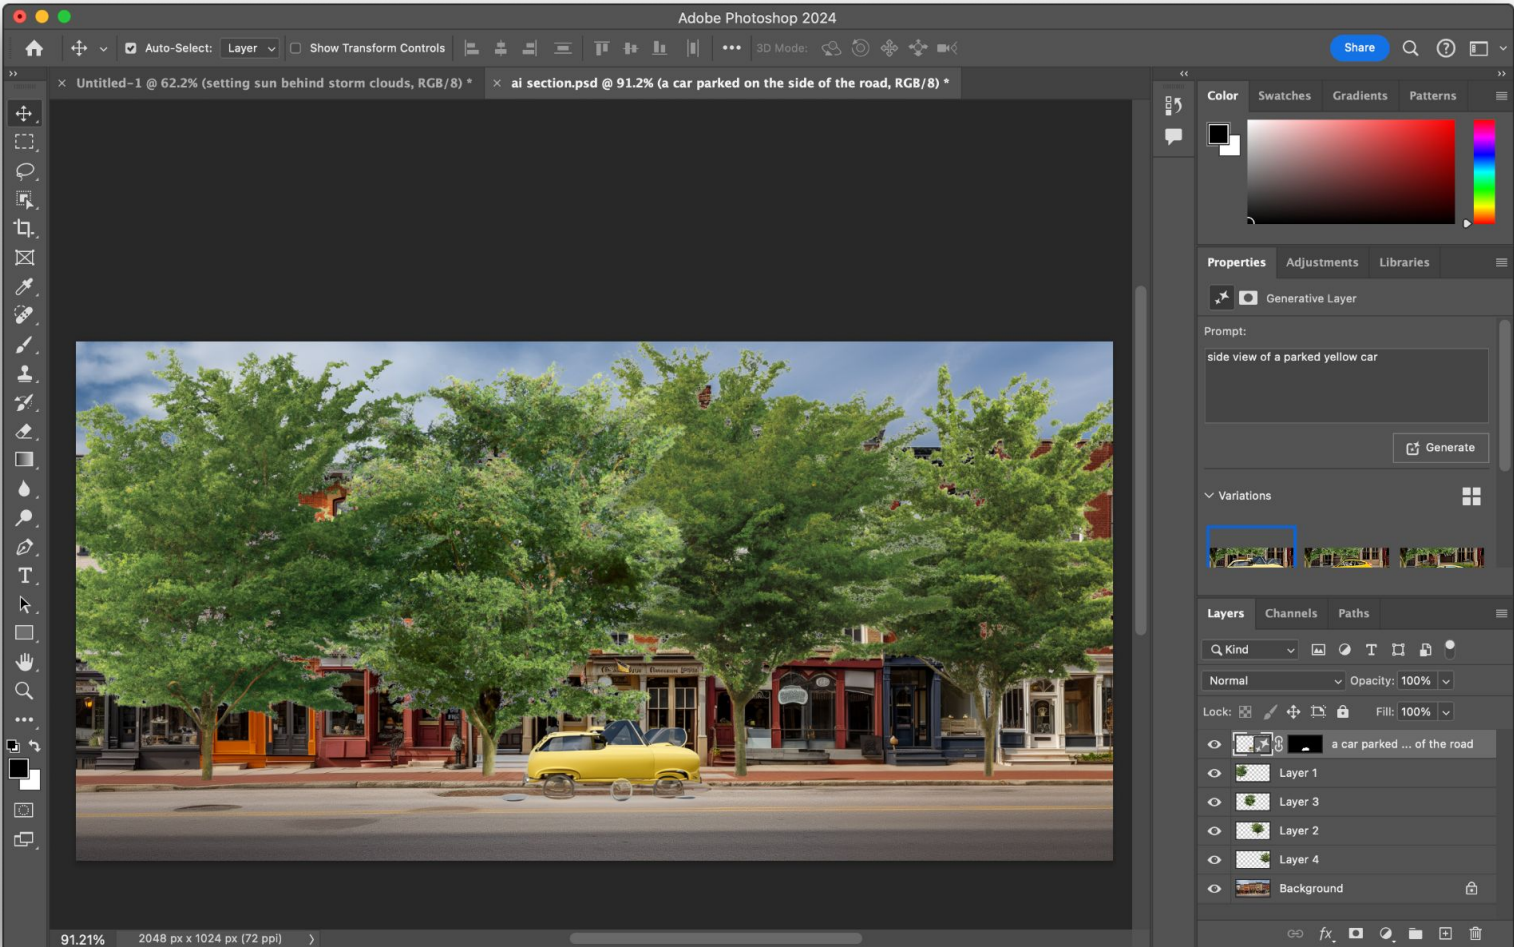 Adobe Photoshop 2024
Auto-Select: Layer Show Transform Controls 3D Mode: Share
Untitled-1 @ 62.2% (setting sun behind storm clouds, RGB/8) *
ai section.psd @ 91.2% (a car parked on the side of the road, RGB/8) *
Color Swatches Gradients Patterns
Properties Adjustments Libraries
Generative Layer
Prompt:
side view of a parked yellow car
Generate
Variations
Layers Channels Paths
Kind
Normal Opacity: 100%
Lock: Fill: 100%
a car parked ... of the road
Layer 1
Layer 3
Layer 2
Layer 4
Background
fx
91.21% 2048 px x 1024 px (72 ppi)